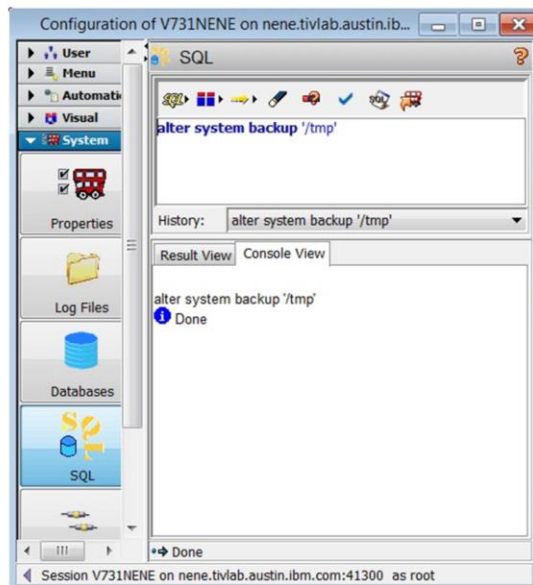 Configuration of V731NENE on nene.tivlab.austin.ib...
User
Menu
Automati
Visual
System
Properties
Log Files
Databases
SQL
SQL
?
SQL
SQL
alter system backup '/tmp'
History:
alter system backup '/tmp'
Result View
Console View
alter system backup '/tmp'
Done
Done
Session V731NENE on nene.tivlab.austin.ibm.com:41300 as root